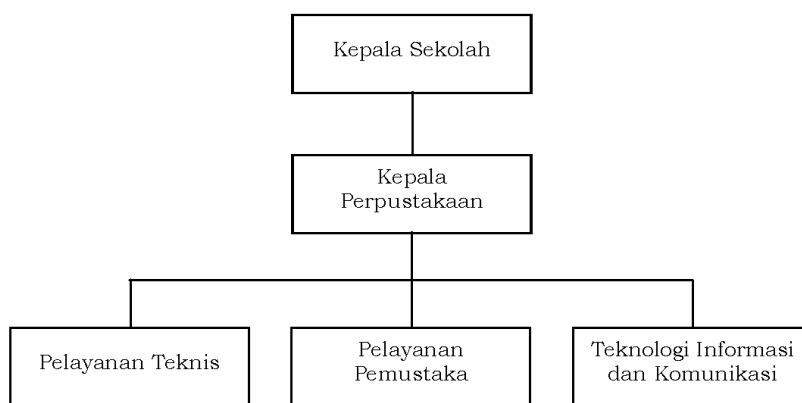 Kepala Sekolah
Kepala
Perpustakaan
Pelayanan Teknis
Pelayanan
Pemustaka
Teknologi Informasi
dan Komunikasi